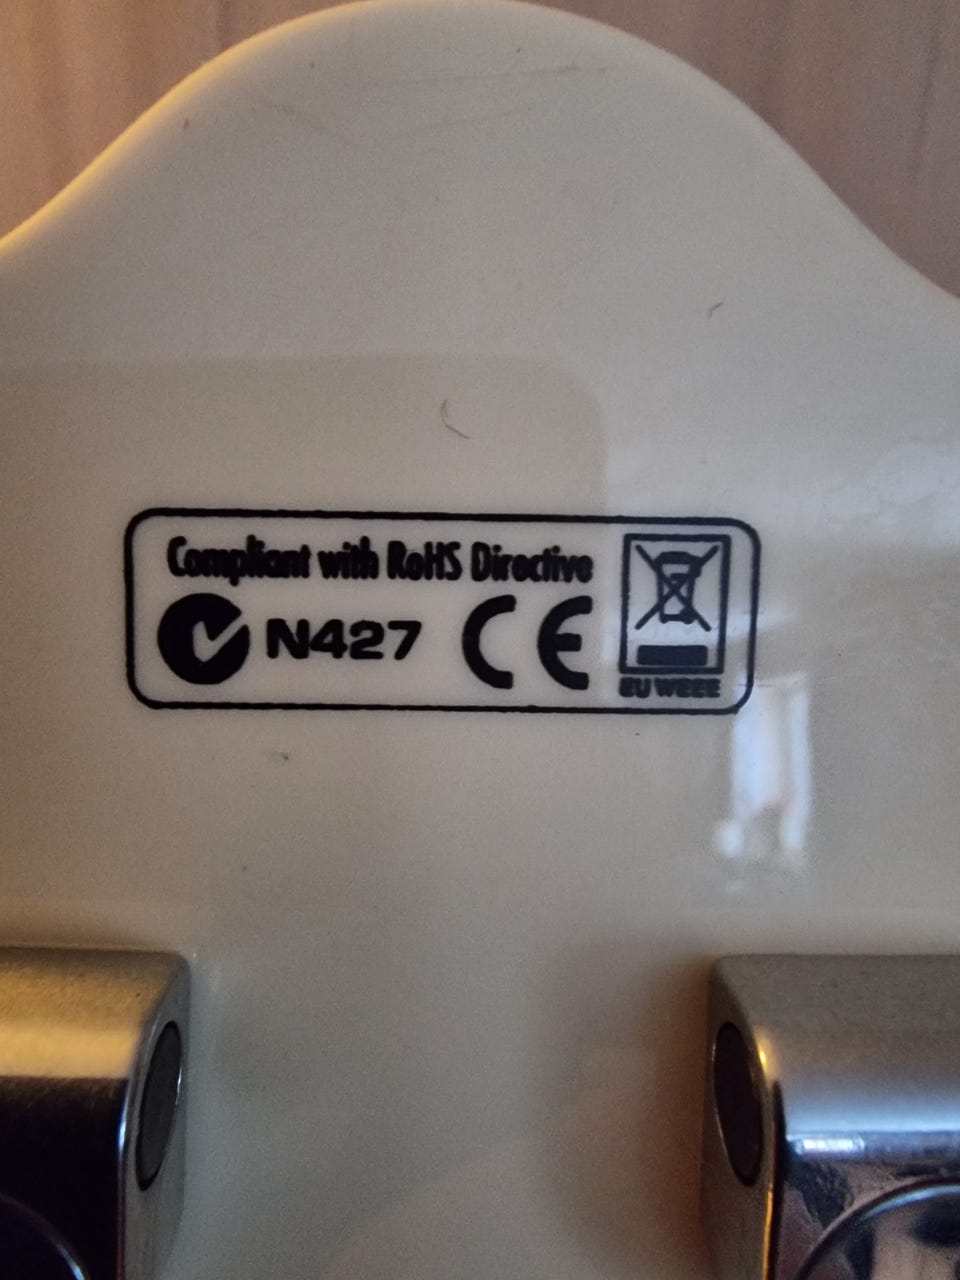 Compliant with RoHS Directive
N427 CE
EU WEEE